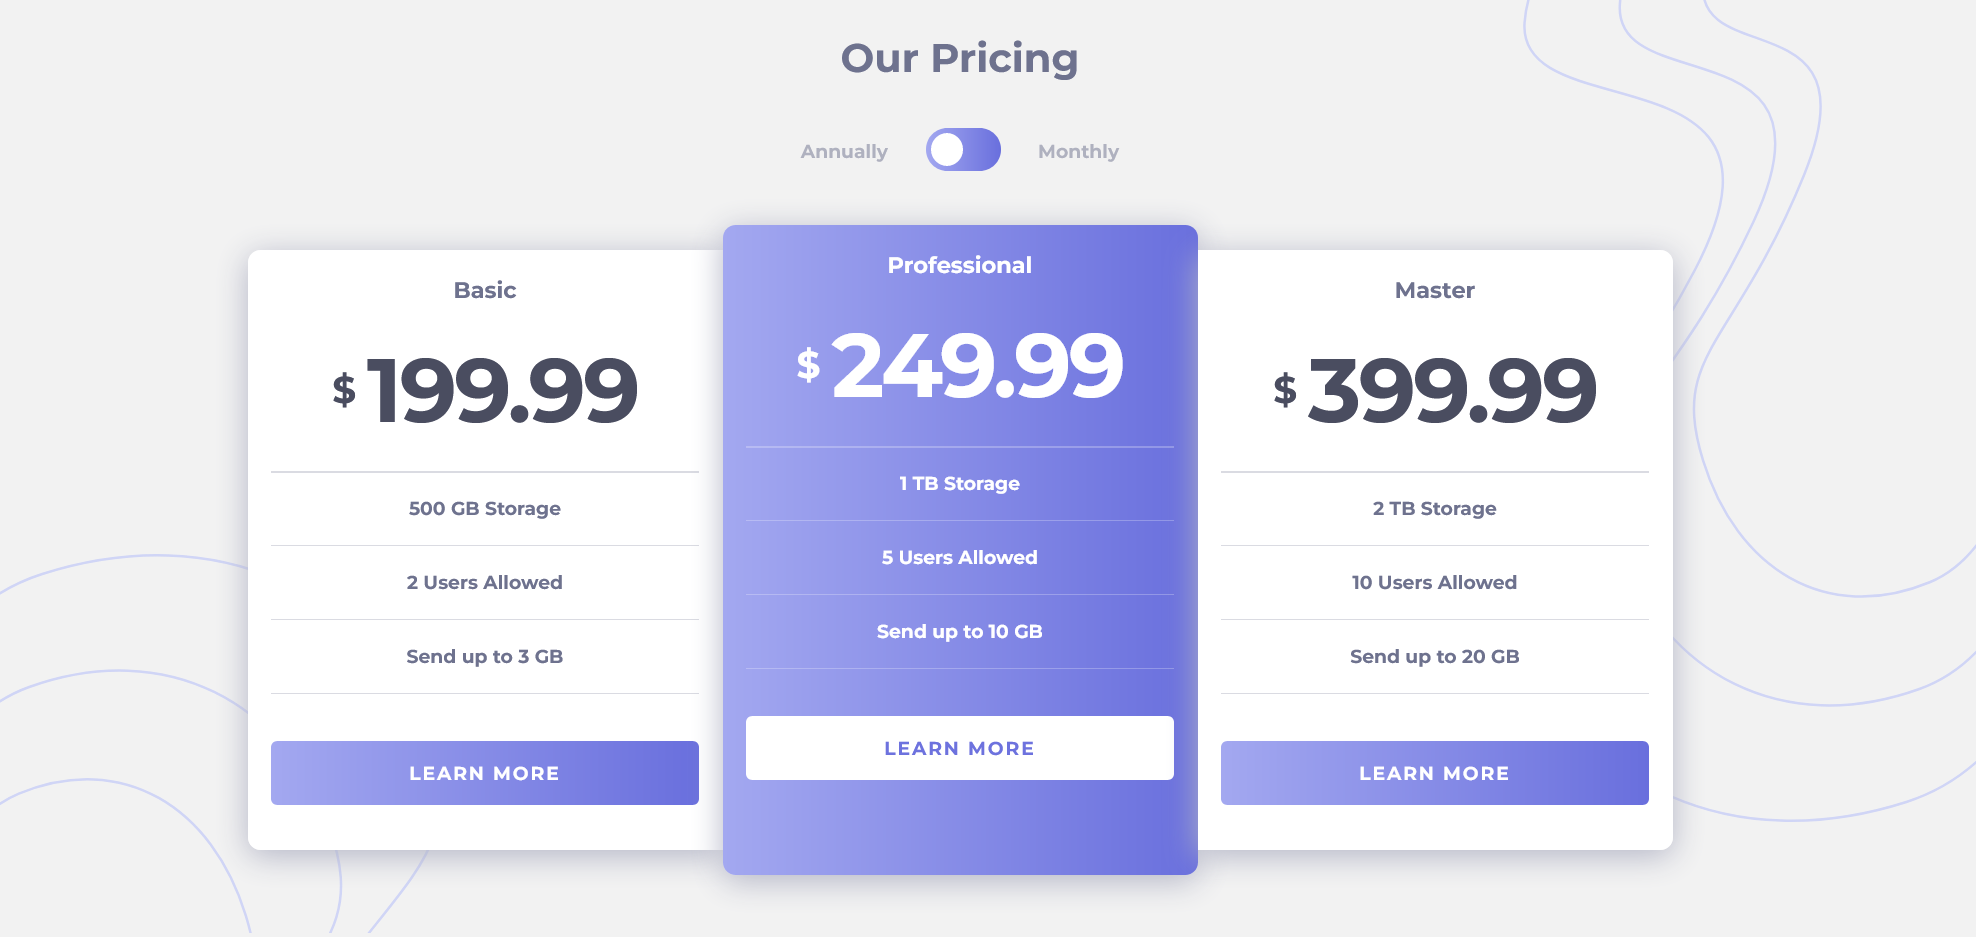 Our Pricing
Annually
Monthly
Basic
$ 199.99
500 GB Storage
2 Users Allowed
Send up to 3 GB
LEARN MORE
Professional
$ 249.99
1 TB Storage
5 Users Allowed
Send up to 10 GB
LEARN MORE
Master
$ 399.99
2 TB Storage
10 Users Allowed
Send up to 20 GB
LEARN MORE